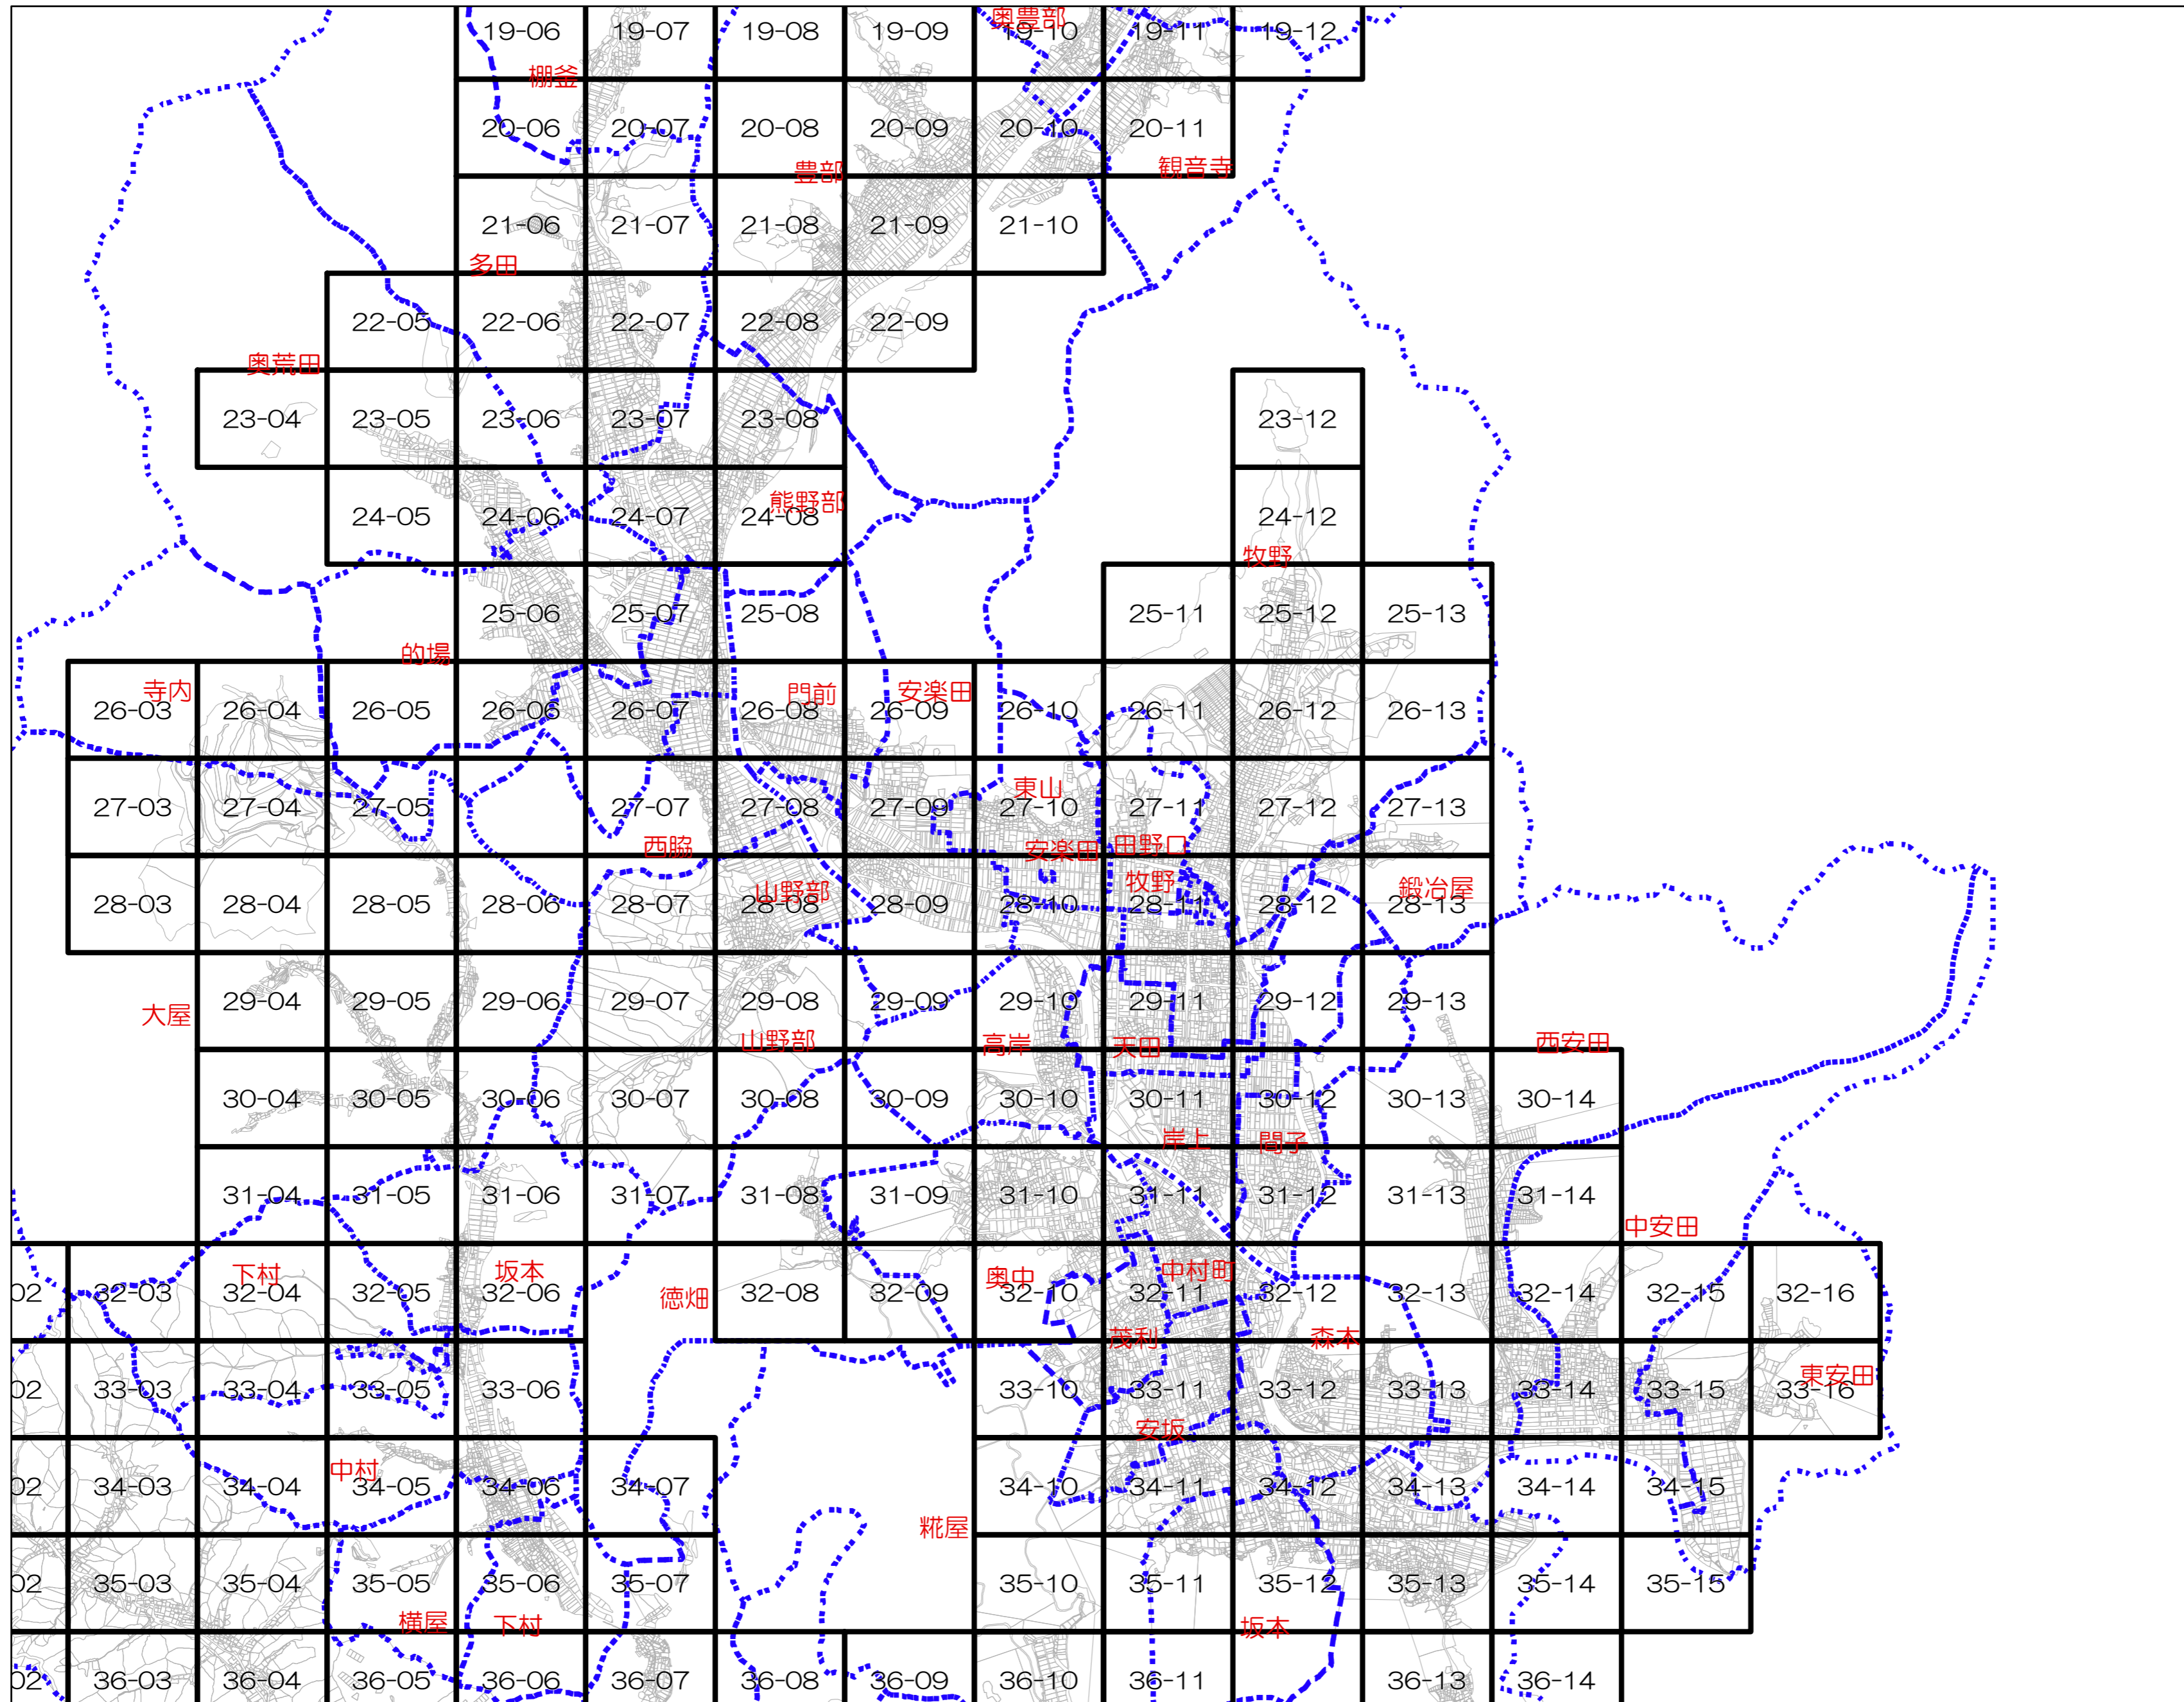 奥豊部
19-06 19-07 19-08 19-09 19-10 19-11 19-12
棚釜
20-06 20-07 20-08 20-09 20-10 20-11
豊部 観音寺
21-06 21-07 21-08 21-09 21-10
多田
22-05 22-06 22-07 22-08 22-09
奥荒田
23-04 23-05 23-06 23-07 23-08 23-12
熊野部
24-05 24-06 24-07 24-08 24-12
牧野
25-06 25-07 25-08 25-11 25-12 25-13
的場
寺内 門前 安楽田
26-03 26-04 26-05 26-06 26-07 26-08 26-09 26-10 26-11 26-12 26-13
東山
27-03 27-04 27-05 27-07 27-08 27-09 27-10 27-11 27-12 27-13
西脇 安楽田 田野口
山野部 牧野 鍛冶屋
28-03 28-04 28-05 28-06 28-07 28-08 28-09 28-10 28-11 28-12 28-13
29-04 29-05 29-06 29-07 29-08 29-09 29-10 29-11 29-12 29-13
大屋
山野部 高岸 天田 西安田
30-04 30-05 30-06 30-07 30-08 30-09 30-10 30-11 30-12 30-13 30-14
岸上 間子
31-04 31-05 31-06 31-07 31-08 31-09 31-10 31-11 31-12 31-13 31-14
中安田
下村 坂本 奥中 中村町
02 32-03 32-04 32-05 32-06 徳畑 32-08 32-09 32-10 32-11 32-12 32-13 32-14 32-15 32-16
茂利 森本
東安田
02 33-03 33-04 33-05 33-06 33-10 33-11 33-12 33-13 33-14 33-15 33-16
安坂
中村
02 34-03 34-04 34-05 34-06 34-07 34-10 34-11 34-12 34-13 34-14 34-15
糀屋
02 35-03 35-04 35-05 35-06 35-07 35-10 35-11 35-12 35-13 35-14 35-15
横屋 下村 坂本
02 36-03 36-04 36-05 36-06 36-07 36-08 36-09 36-10 36-11 36-13 36-14